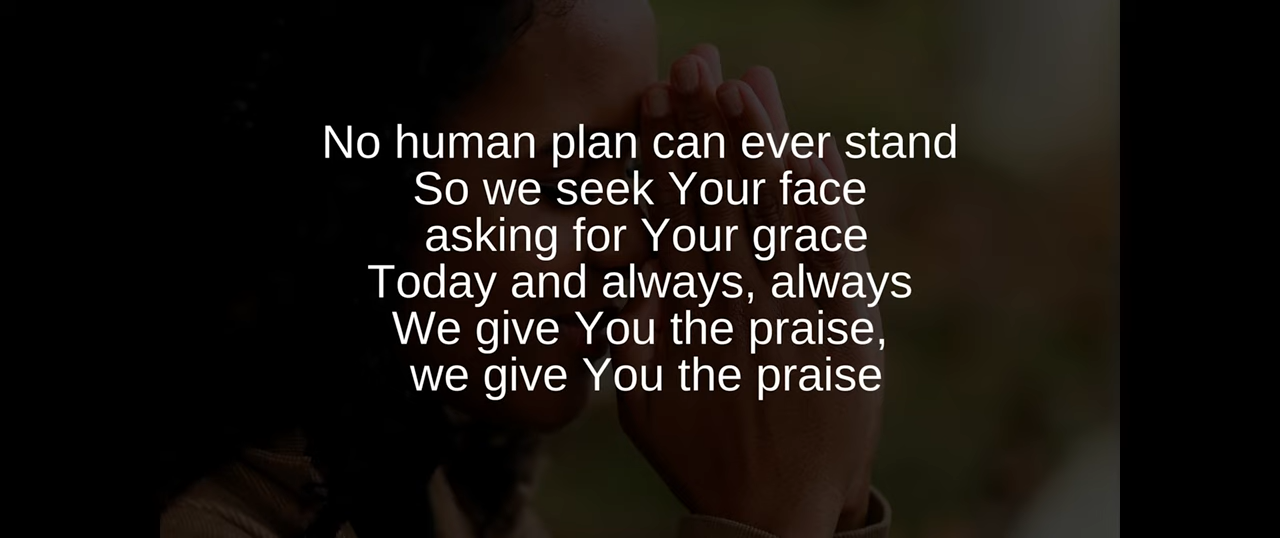 No human plan can ever stand
So we seek Your face
asking for Your grace
Today and always, always
We give You the praise,
we give You the praise